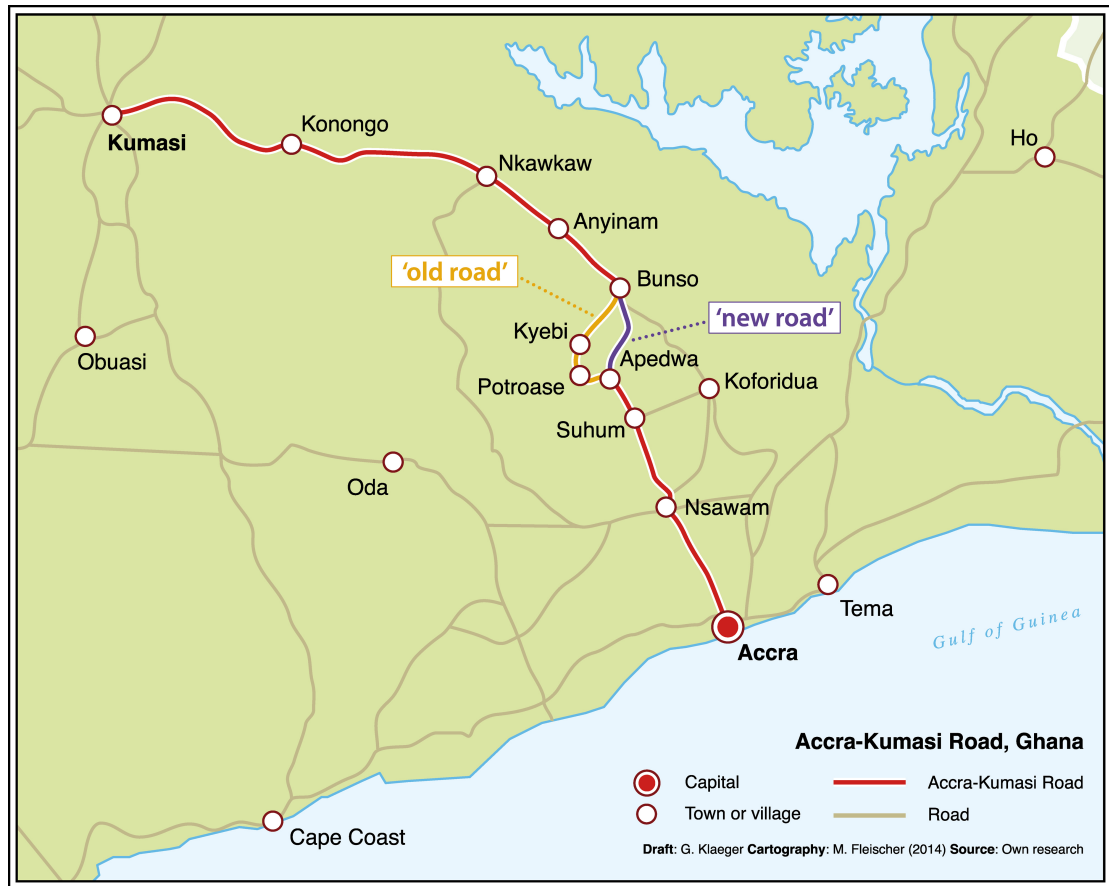 Kumasi
Konongo
Nkawkaw
Ho
Anyinam
'old road'
Bunso
'new road'
Kyebi
Apedwa
Obuasi
Potroase
Koforidua
Suhum
Oda
Nsawam
Tema
Gulf of Guinea
Accra
Accra-Kumasi Road, Ghana
Capital
Accra-Kumasi Road
Town or village
Road
Cape Coast
Draft: G. Klaeger Cartography: M. Fleischer (2014) Source: Own research